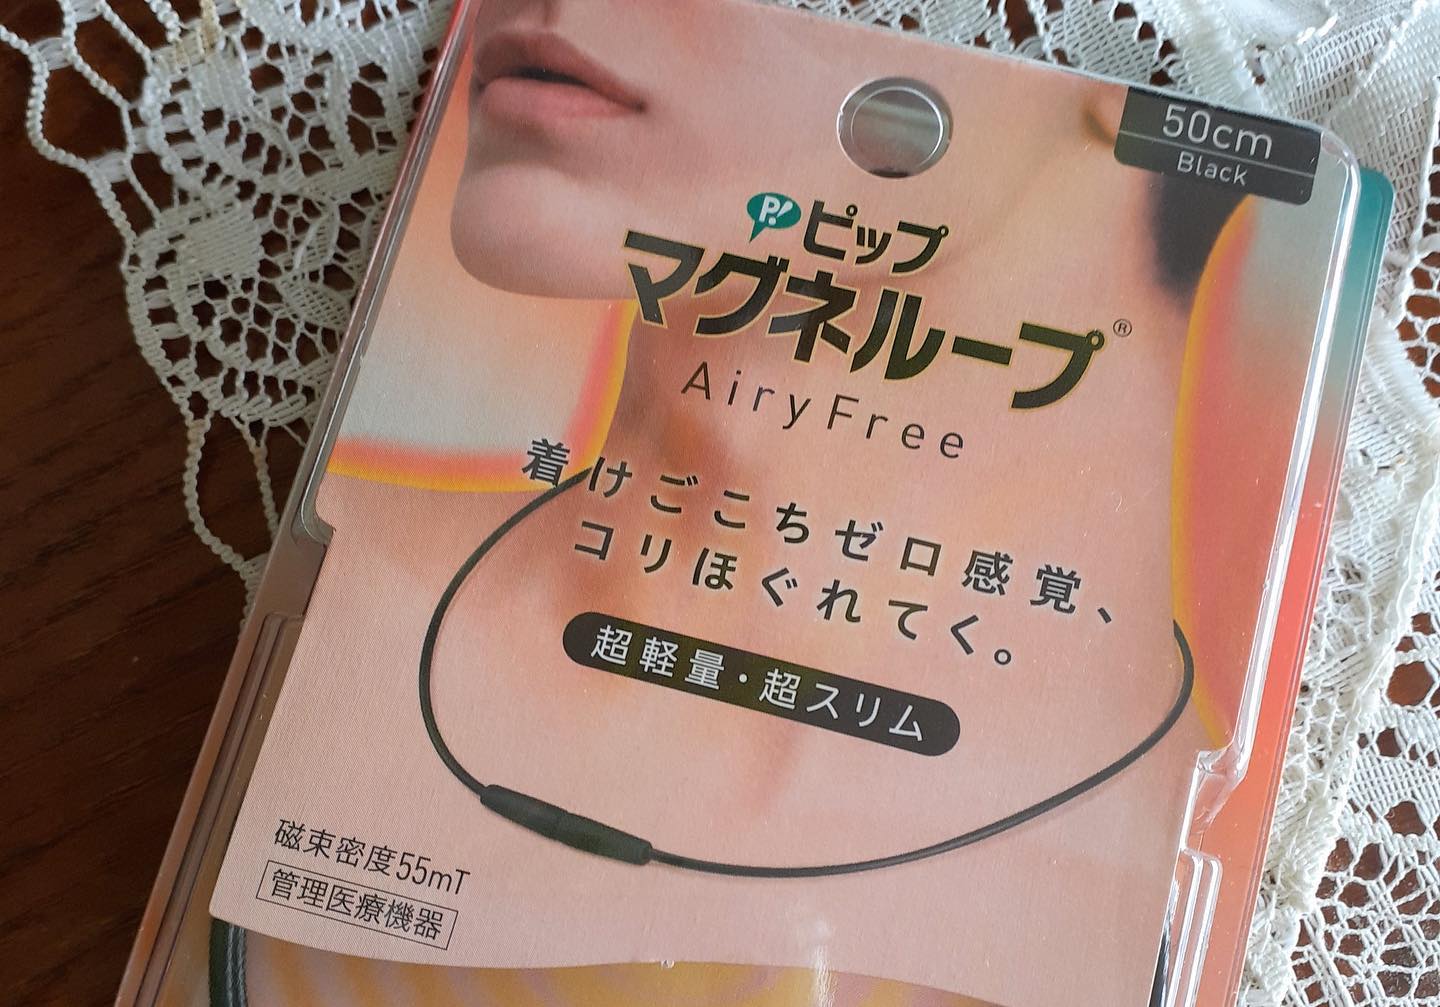 50cm
Black
P! ピップ
マグネループ®
AiryFree
着けごこちゼロ感覚、
コリほぐれてく。
超軽量・超スリム
磁束密度55mT
管理医療機器